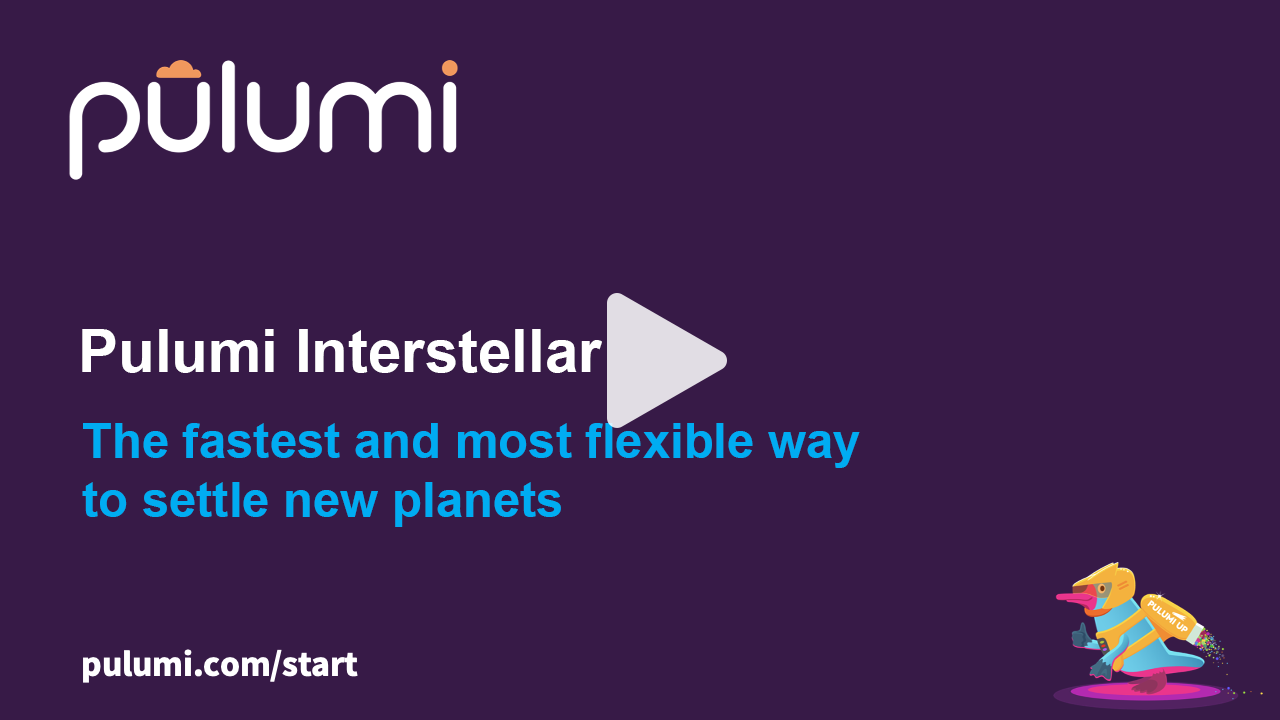 pulumi
Pulumi Interstellar
The fastest and most flexible way
to settle new planets
PULUMI UP
pulumi.com/start